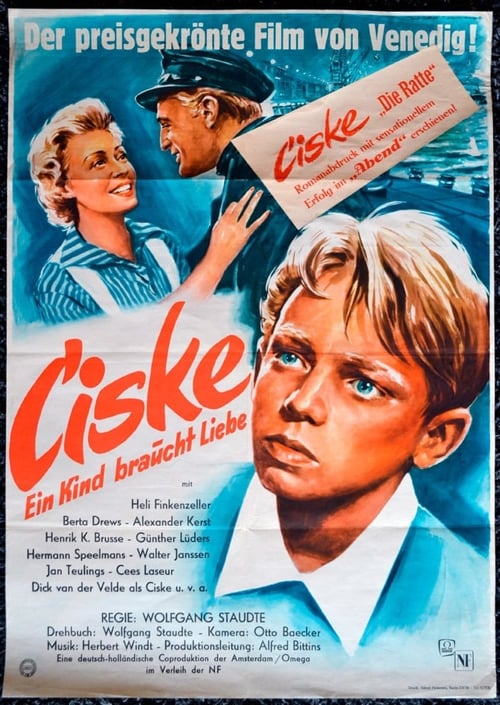 Der preisgekrönte Film von Venedig!
Ciske „Die Ratte"
Romanabdruck mit sensationellem
Erfolg im „Abend" erschienen!
Ciske
Ein Kind braucht Liebe
mit
Heli Finkenzeller
Berta Drews - Alexander Kerst
Henrik K. Brusse - Günther Lüders
Hermann Speelmans - Walter Janssen
Jan Teulings - Cees Laseur
Dick van der Velde als Ciske u. v. a.
REGIE: WOLFGANG STAUDTE
Drehbuch: Wolfgang Staudte - Kamera: Otto Baecker
Musik: Herbert Windt - Produktionsleitung: Alfred Bittins
Eine deutsch-holländische Coproduktion der Amsterdam / Omega
im Verleih der NF
NF